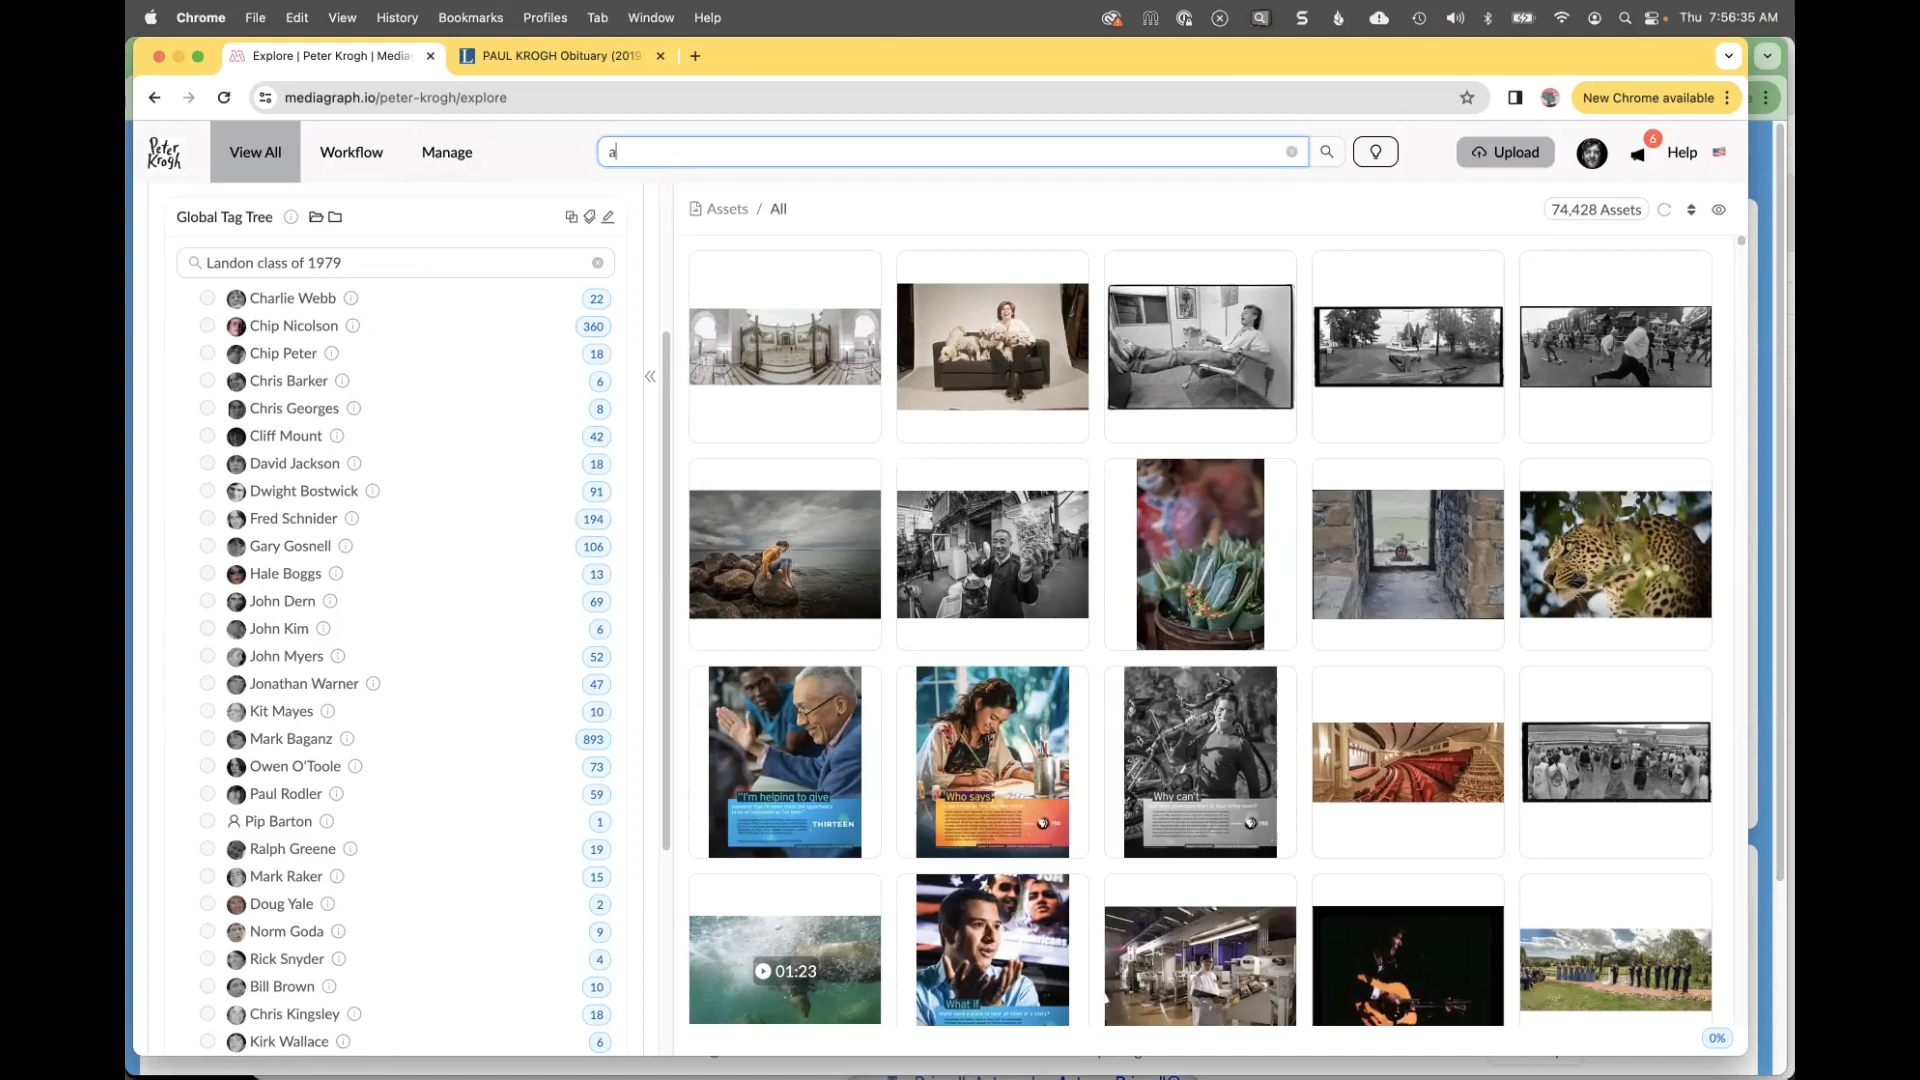 Chrome File Edit View History Bookmarks Profiles Tab Window Help Thu 7:56:35 AM
Explore | Peter Krogh | Media PAUL KROGH Obituary (2019
mediagraph.io/peter-krogh/explore New Chrome available
Peter Krogh View All Workflow Manage a Upload 6 Help
Global Tag Tree
Assets / All 74,428 Assets
Landon class of 1979
Charlie Webb 22
Chip Nicolson 360
Chip Peter 18
Chris Barker 6
Chris Georges 8
Cliff Mount 42
David Jackson 18
Dwight Bostwick 91
Fred Schnider 194
Gary Gosnell 106
Hale Boggs 13
John Dern 69
John Kim 6
John Myers 52
Jonathan Warner 47
Kit Mayes 10
Mark Baganz 893
Owen O'Toole 73
Paul Rodler 59
Pip Barton 1
Ralph Greene 19
Mark Raker 15
Doug Yale 2
Norm Goda 9
Rick Snyder 4
Bill Brown 10
Chris Kingsley 18
Kirk Wallace 6
"I'm helping to give
THIRTEEN
Who says
PBS
Why can't
PBS
01:23
What if
0%